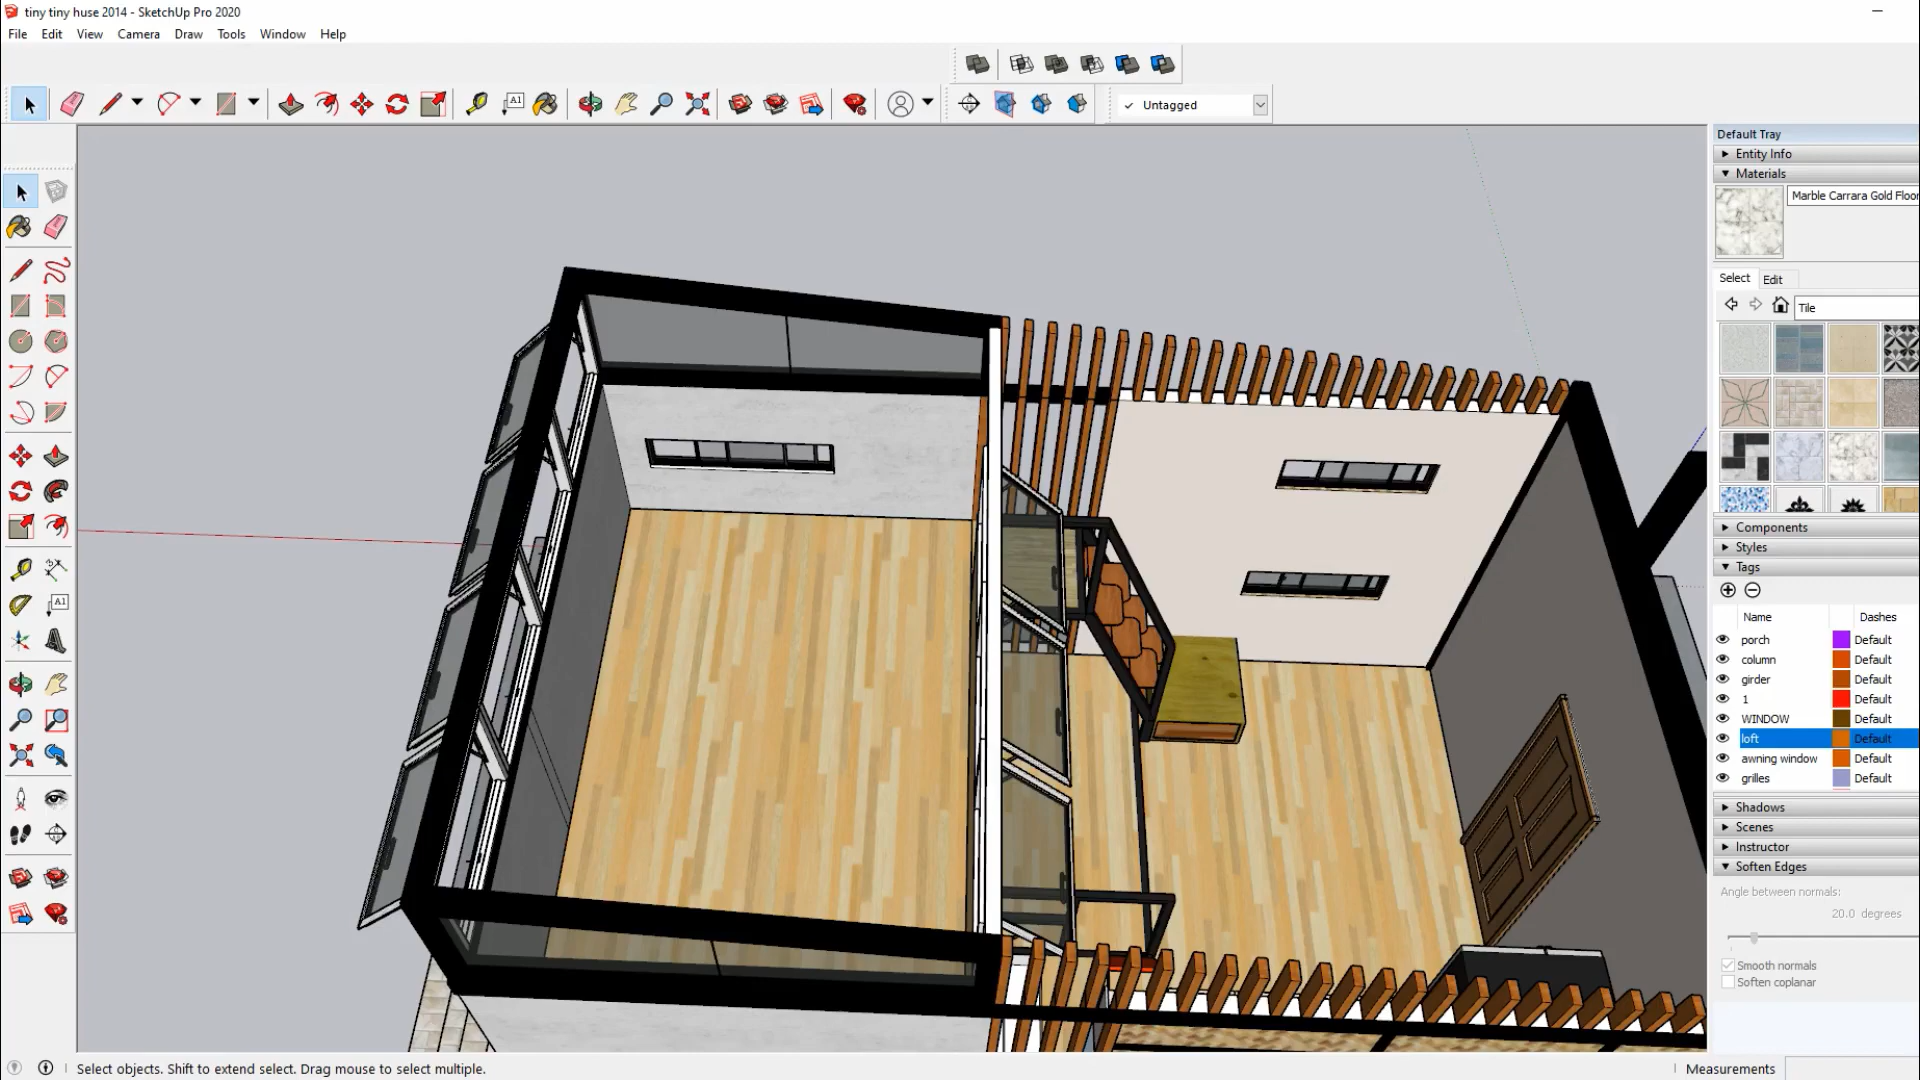 tiny tiny huse 2014 - SketchUp Pro 2020
File Edit View Camera Draw Tools Window Help
A1
Untagged
Default Tray
Entity Info
Materials
Marble Carrara Gold Floor
Select Edit
Tile
A1
Components
Styles
Tags
Name Dashes
porch Default
column Default
girder Default
1 Default
WINDOW Default
loft Default
awning window Default
grilles Default
Shadows
Scenes
Instructor
Soften Edges
Angle between normals:
20.0 degrees
Smooth normals
Soften coplanar
Select objects. Shift to extend select. Drag mouse to select multiple.
Measurements